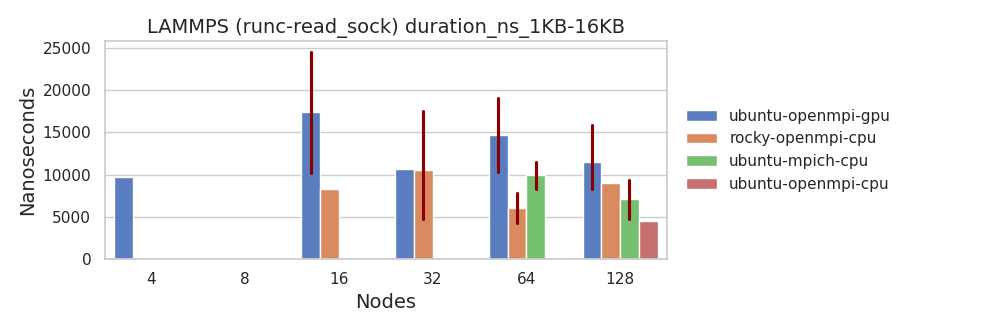 LAMMPS (runc-read_sock) duration_ns_1KB-16KB
25000
20000
15000
10000
5000
0
Nanoseconds
4 8 16 32 64 128
Nodes
ubuntu-openmpi-gpu
rocky-openmpi-cpu
ubuntu-mpich-cpu
ubuntu-openmpi-cpu